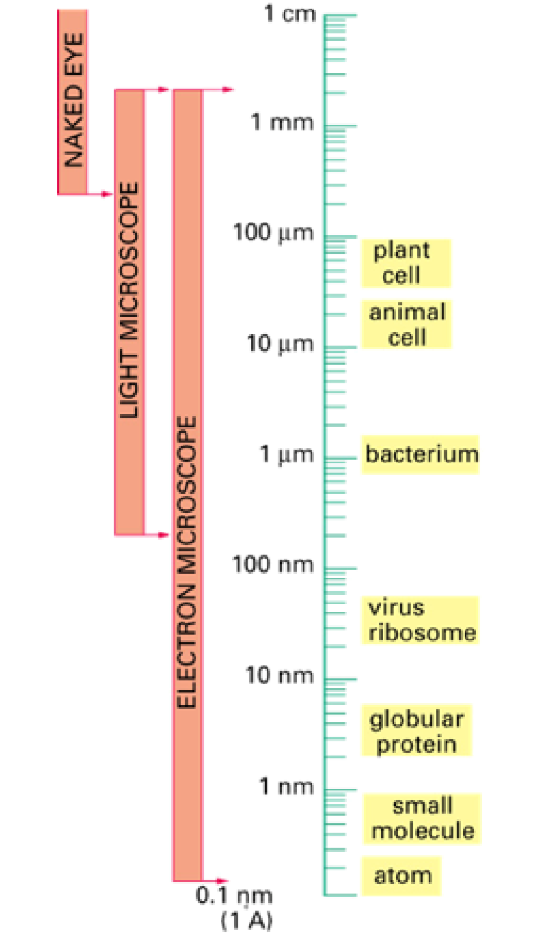 NAKED EYE
LIGHT MICROSCOPE
ELECTRON MICROSCOPE
1 cm
1 mm
100 μm
10 μm
1 μm
100 nm
10 nm
1 nm
0.1 nm
(1 A)
plant
cell
animal
cell
bacterium
virus
ribosome
globular
protein
small
molecule
atom